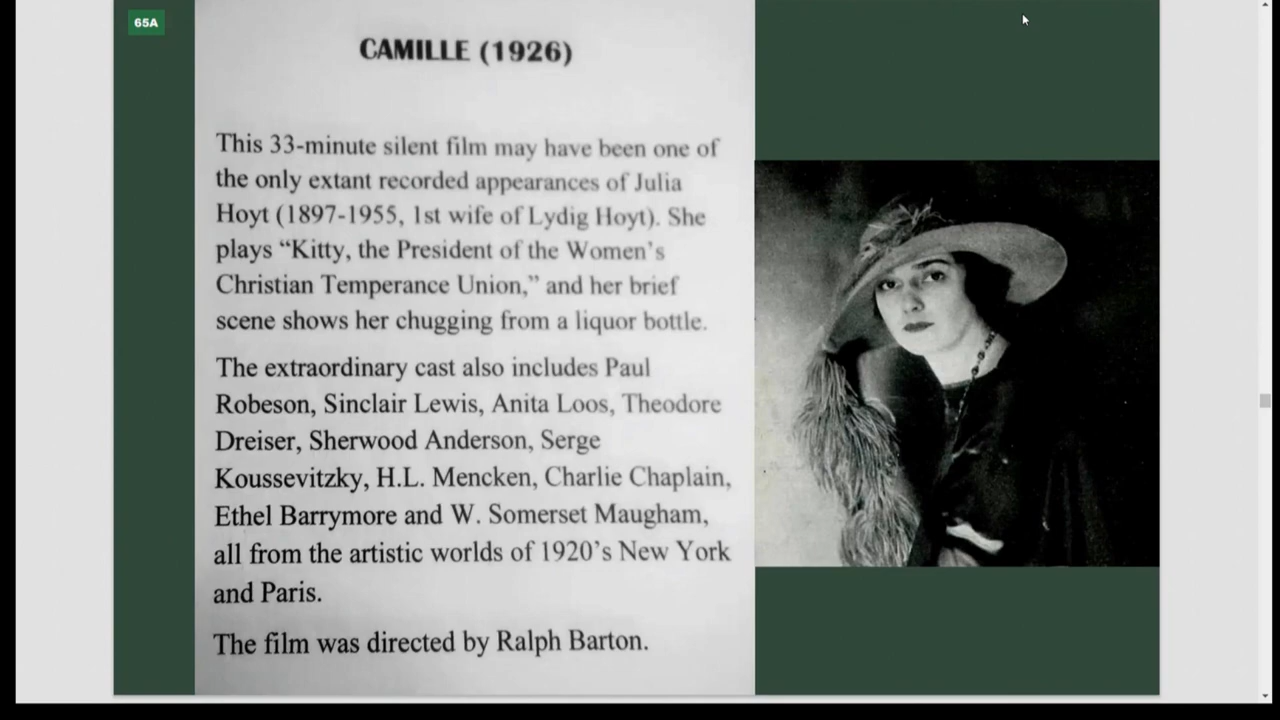 65A
CAMILLE (1926)
This 33-minute silent film may have been one of
the only extant recorded appearances of Julia
Hoyt (1897-1955, 1st wife of Lydig Hoyt). She
plays “Kitty, the President of the Women’s
Christian Temperance Union,” and her brief
scene shows her chugging from a liquor bottle.
The extraordinary cast also includes Paul
Robeson, Sinclair Lewis, Anita Loos, Theodore
Dreiser, Sherwood Anderson, Serge
Koussevitzky, H.L. Mencken, Charlie Chaplain,
Ethel Barrymore and W. Somerset Maugham,
all from the artistic worlds of 1920’s New York
and Paris.
The film was directed by Ralph Barton.